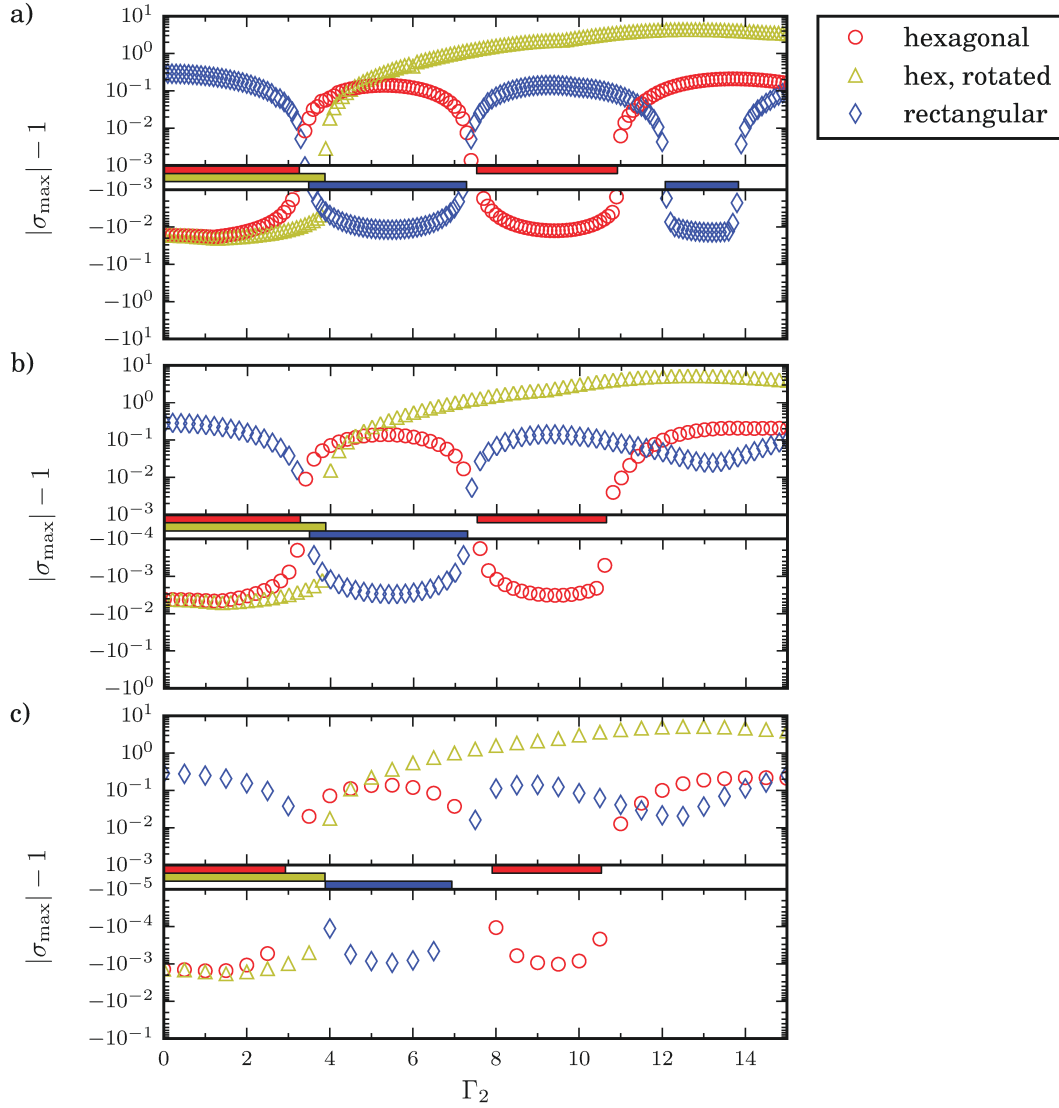 a)
hexagonal
hex, rotated
rectangular
10^1
10^0
10^{-1}
10^{-2}
10^{-3}
-10^{-3}
-10^{-2}
-10^{-1}
-10^0
-10^1
|σ_max| − 1
b)
10^1
10^0
10^{-1}
10^{-2}
10^{-3}
-10^{-4}
-10^{-3}
-10^{-2}
-10^{-1}
-10^0
|σ_max| − 1
c)
10^1
10^0
10^{-1}
10^{-2}
10^{-3}
-10^{-5}
-10^{-4}
-10^{-3}
-10^{-2}
-10^{-1}
|σ_max| − 1
0 2 4 6 8 10 12 14
Γ_2